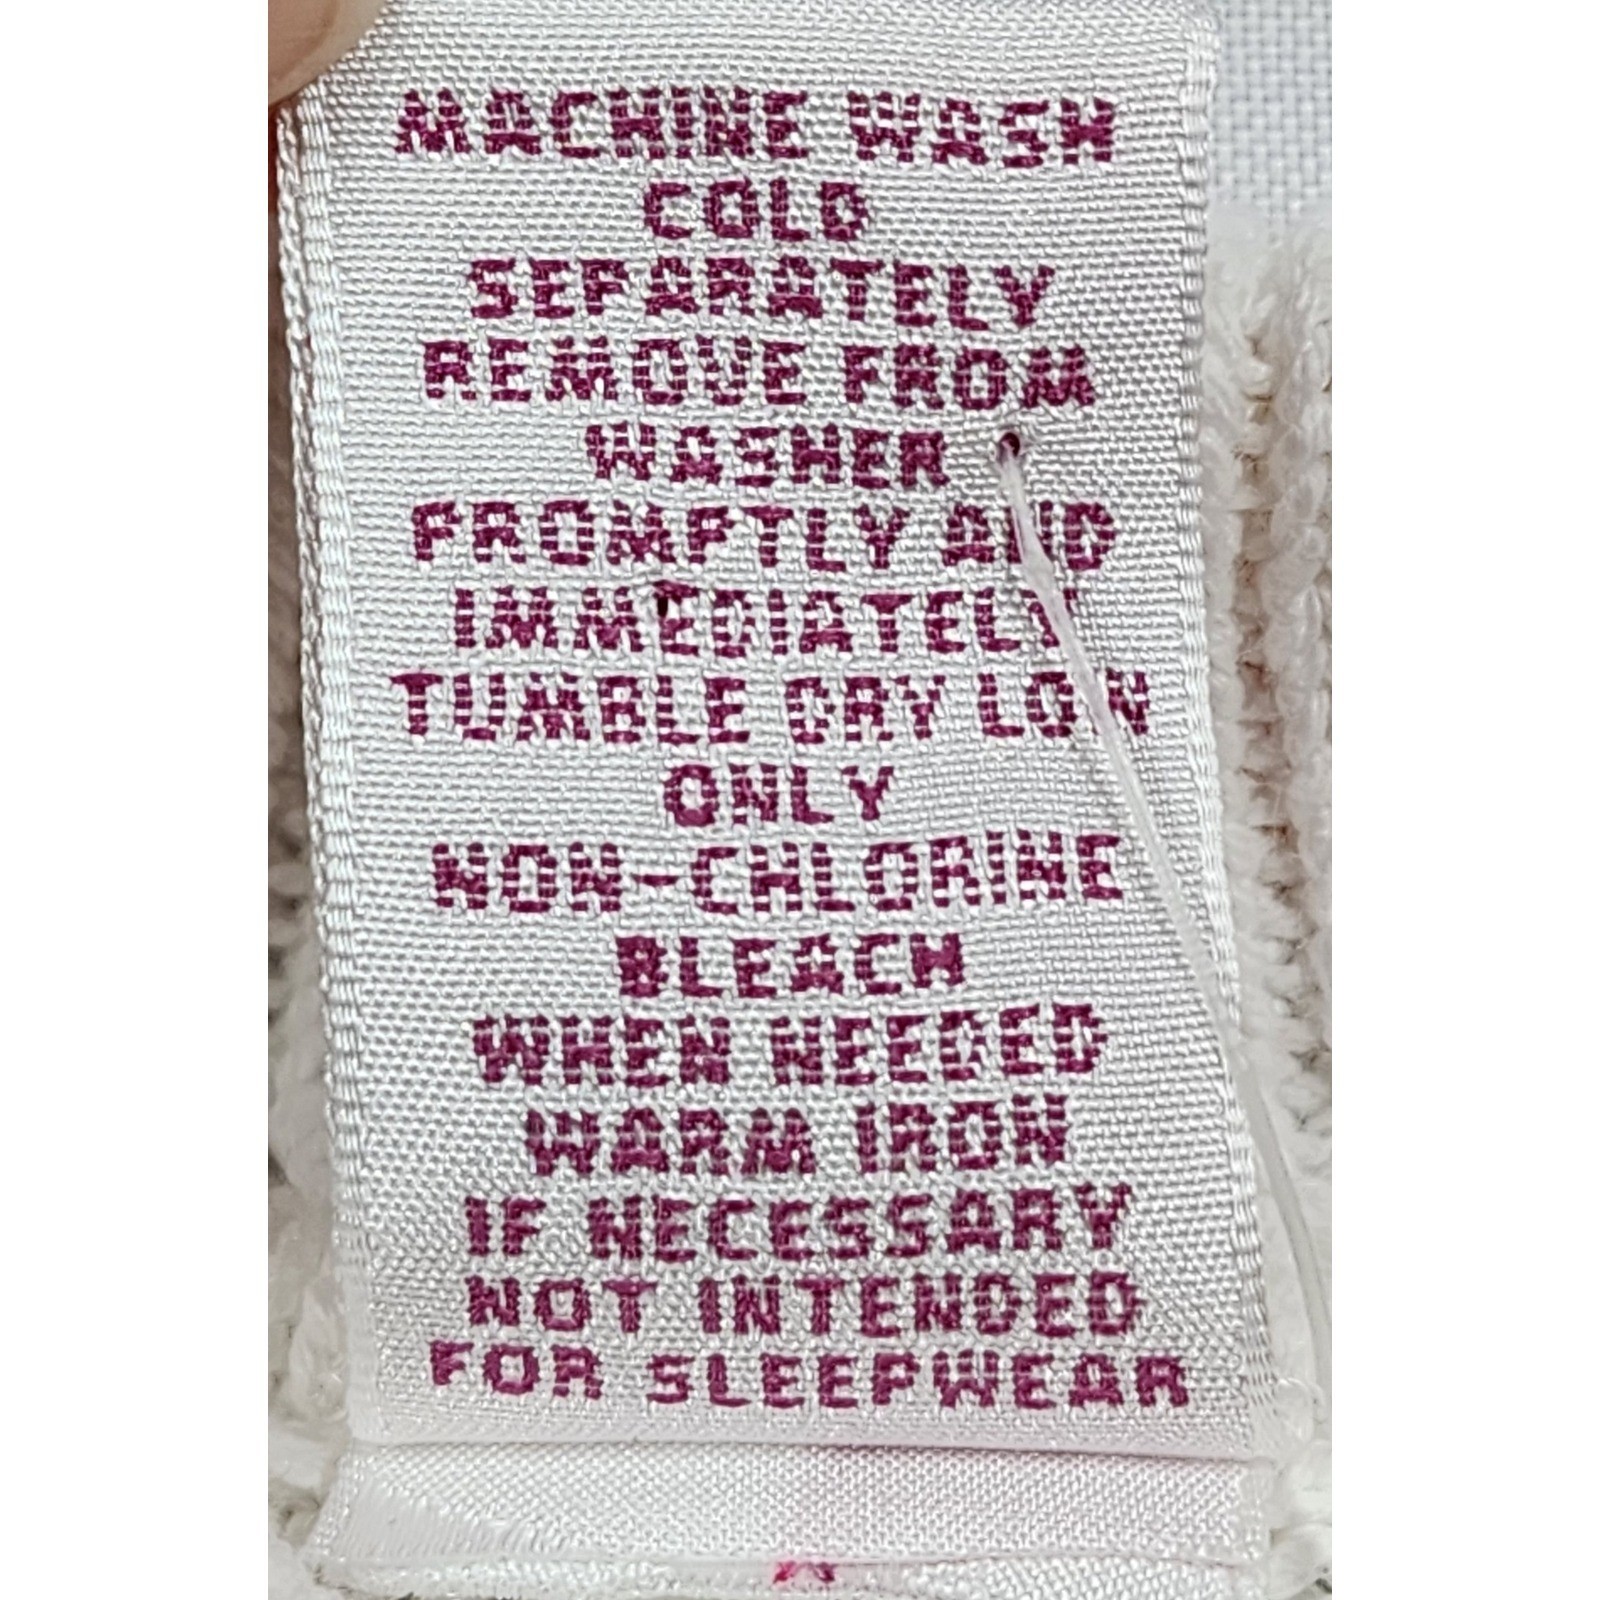 MACHINE WASH
COLD
SEPARATELY
REMOVE FROM
WASHER
PROMPTLY AND
IMMEDIATELY
TUMBLE DRY LOW
ONLY
NON-CHLORINE
BLEACH
WHEN NEEDED
WARM IRON
IF NECESSARY
NOT INTENDED
FOR SLEEPWEAR